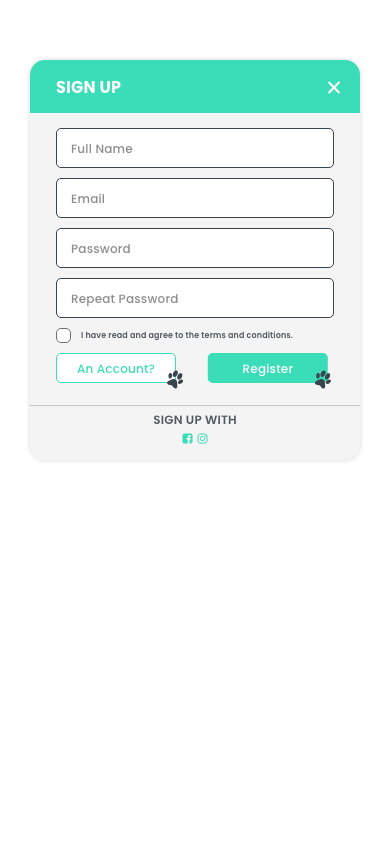 SIGN UP
Full Name
Email
Password
Repeat Password
I have read and agree to the terms and conditions.
An Account?
Register
SIGN UP WITH